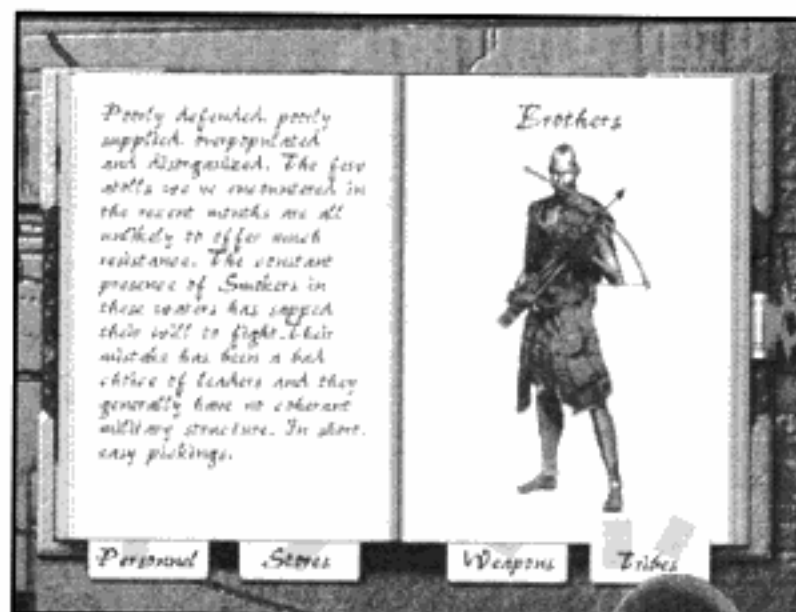 Poorly defended, poorly
supplied, overpopulated
and disorganized. The few
atolls we've encountered in
the recent months are all
unlikely to offer much
resistance. The constant
presence of Smokers in
these waters has sapped
their will to fight. Their
mistake has been a bad
choice of leaders and they
generally have no coherant
military structure. In short,
easy pickings.
Erothers
Personnel
Stores
Weapons
Tribes